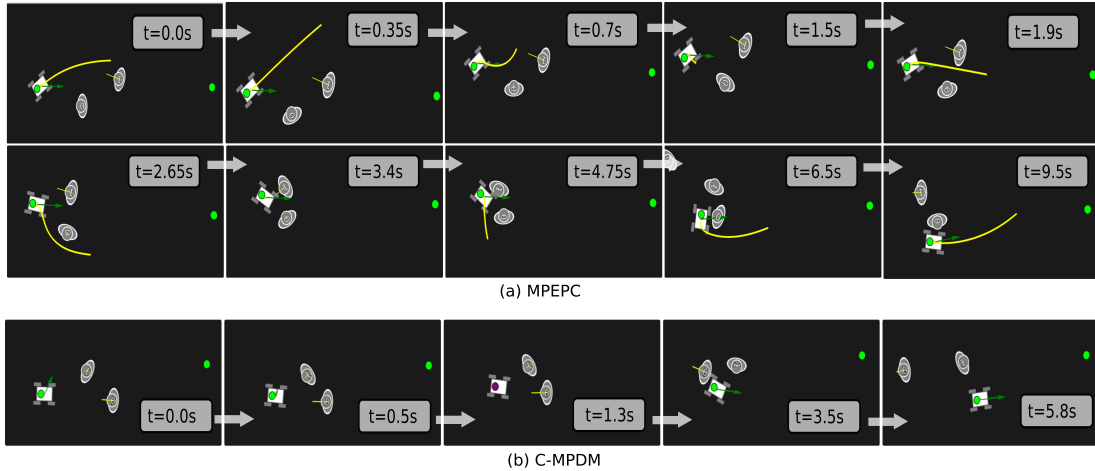 t=0.0s
t=0.35s
t=0.7s
t=1.5s
t=1.9s
t=2.65s
t=3.4s
t=4.75s
t=6.5s
t=9.5s
(a) MPEPC
t=0.0s
t=0.5s
t=1.3s
t=3.5s
t=5.8s
(b) C-MPDM